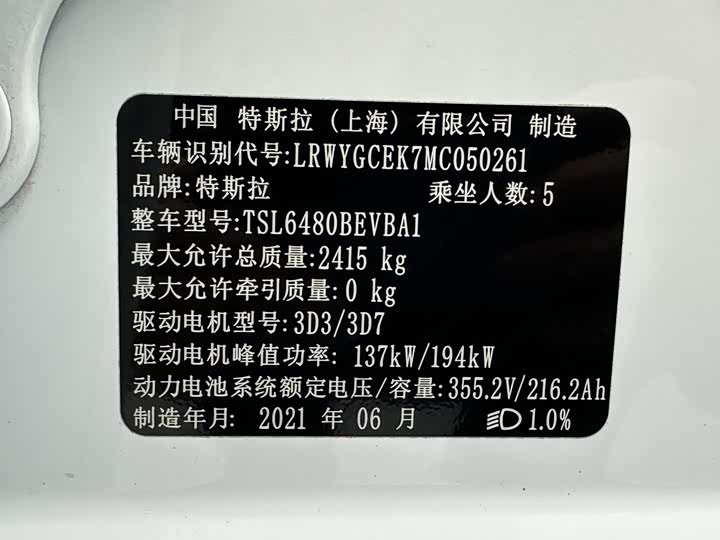 中国 特斯拉 (上海) 有限公司 制造
车辆识别代号:LRWYGCEK7MC050261
品牌:特斯拉 乘坐人数:5
整车型号:TSL6480BEVBA1
最大允许总质量:2415 kg
最大允许牵引质量:0 kg
驱动电机型号:3D3/3D7
驱动电机峰值功率: 137kW/194kW
动力电池系统额定电压/容量:355.2V/216.2Ah
制造年月: 2021 年 06 月 1.0%